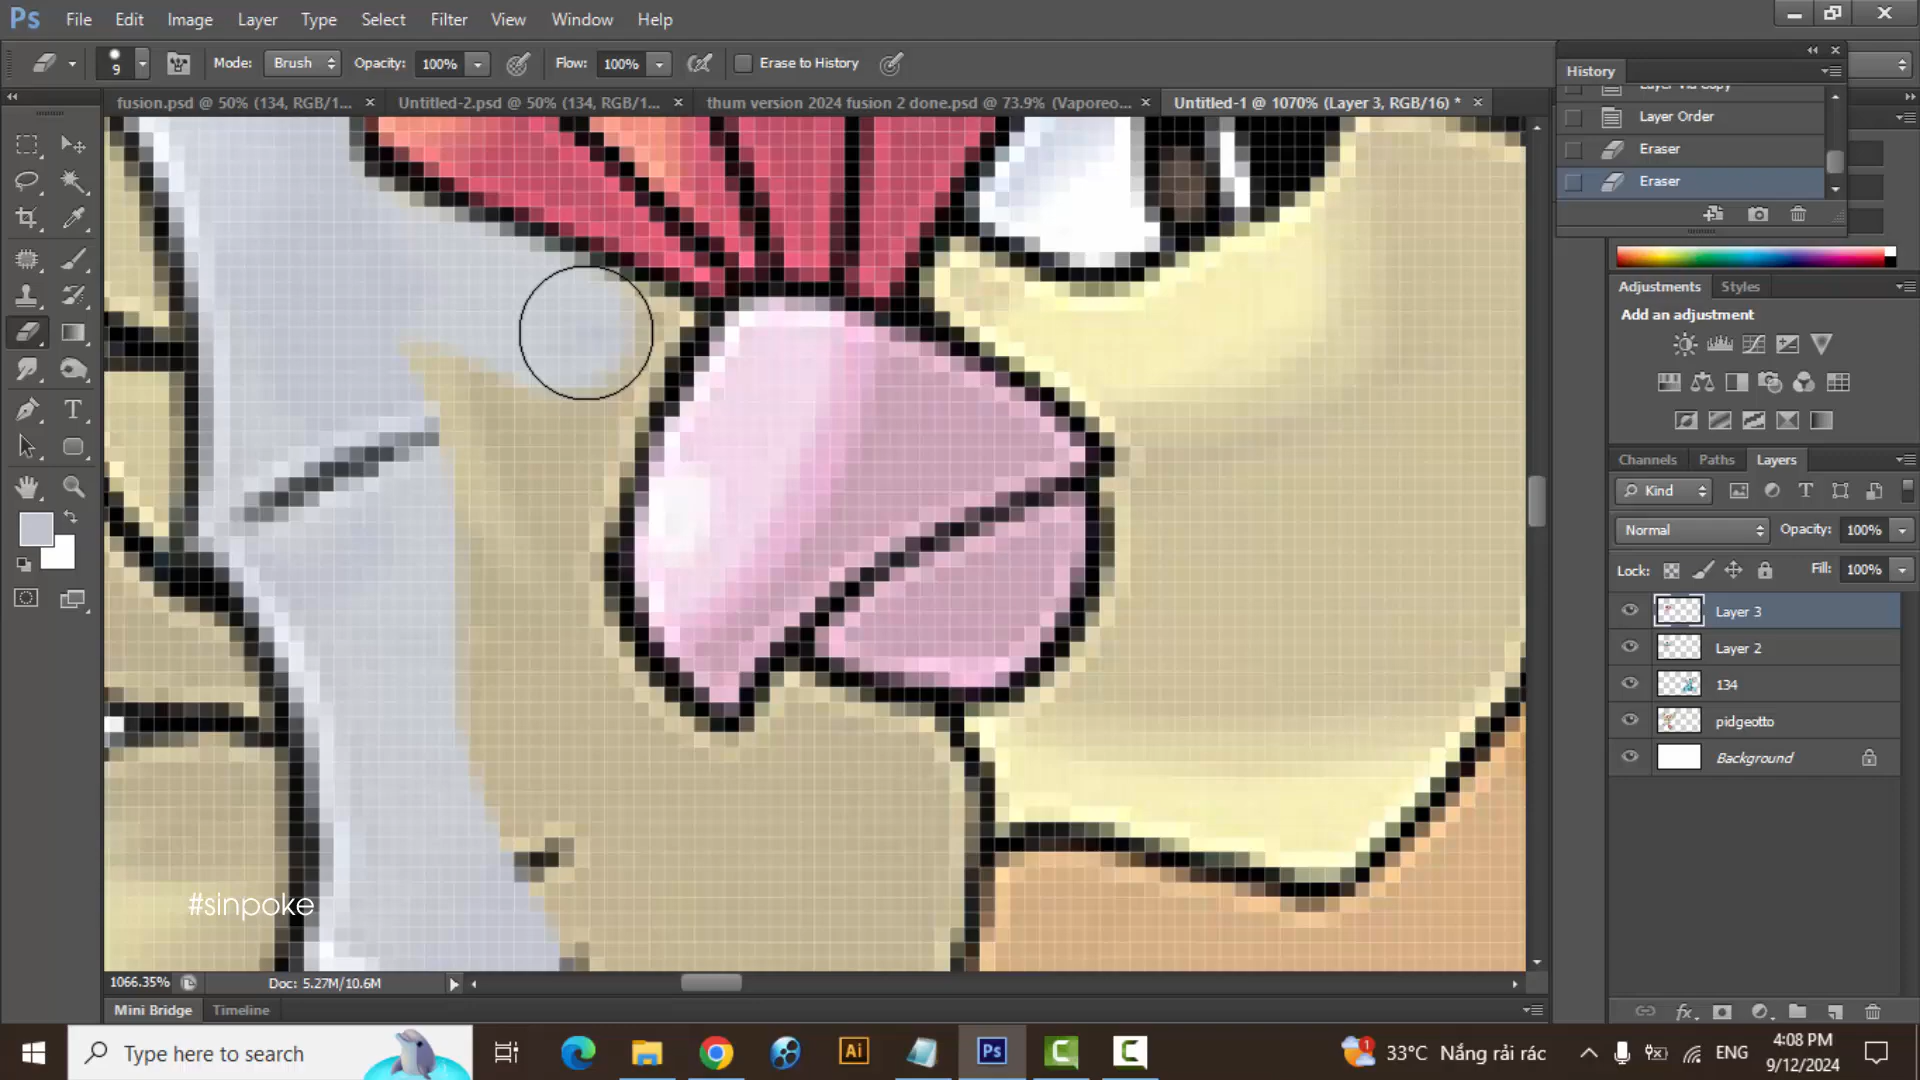 Ps File Edit Image Layer Type Select Filter View Window Help
9 Mode: Brush Opacity: 100% Flow: 100% Erase to History
fusion.psd @ 50% (134, RGB/1... × Untitled-2.psd @ 50% (134, RGB/1... × thum version 2024 fusion 2 done.psd @ 73.9% (Vaporeo... × Untitled-1 @ 1070% (Layer 3, RGB/16) * ×
History
Layer Order
Eraser
Eraser
Adjustments Styles
Add an adjustment
Channels Paths Layers
Kind
Normal Opacity: 100%
Lock: Fill: 100%
Layer 3
Layer 2
134
pidgeotto
Background
#sinpoke
1066.35% Doc: 5.27M/10.6M
Mini Bridge Timeline
Type here to search
Ai Ps
1 33°C Nắng rải rác ENG
4:08 PM
9/12/2024